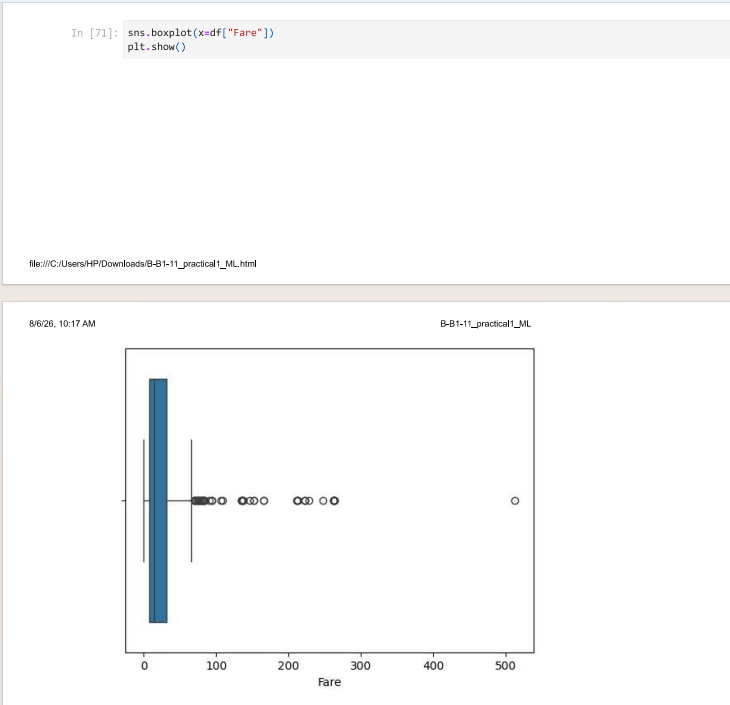 In [71]: sns.boxplot(x=df["Fare"])
plt.show()
file:///C:/Users/HP/Downloads/B-B1-11_practical1_ML.html
8/6/26, 10:17 AM B-B1-11_practical1_ML
0 100 200 300 400 500
Fare